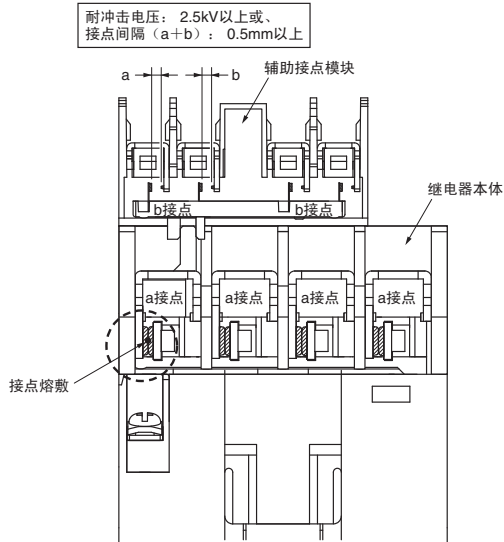 耐冲击电压： 2.5kV以上或、
接点间隔（a＋b）： 0.5mm以上
a
b
辅助接点模块
继电器本体
b接点
b接点
a接点
a接点
a接点
a接点
接点熔敷